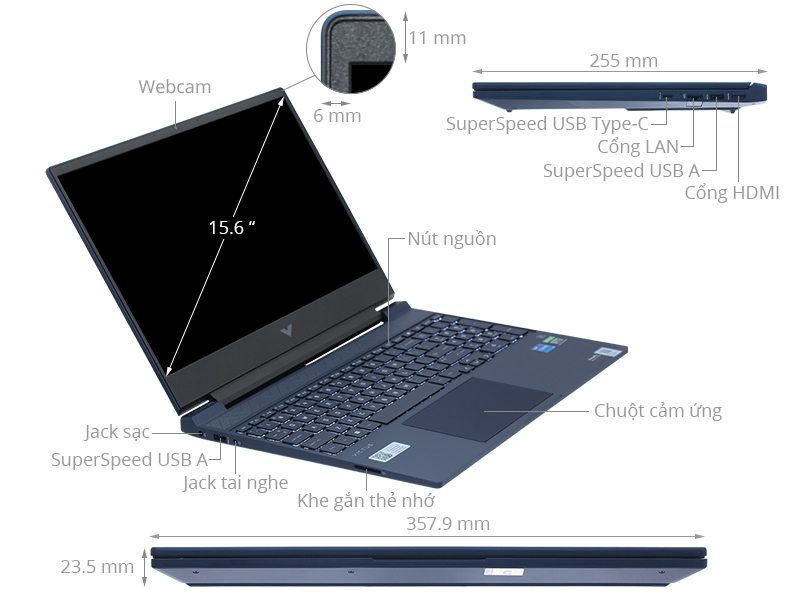 11 mm
6 mm
Webcam
255 mm
SuperSpeed USB Type-C
Cổng LAN
SuperSpeed USB A
Cổng HDMI
15.6 “
Nút nguồn
Chuột cảm ứng
Jack sạc
SuperSpeed USB A
Jack tai nghe
Khe gắn thẻ nhớ
VICTUS
357.9 mm
23.5 mm